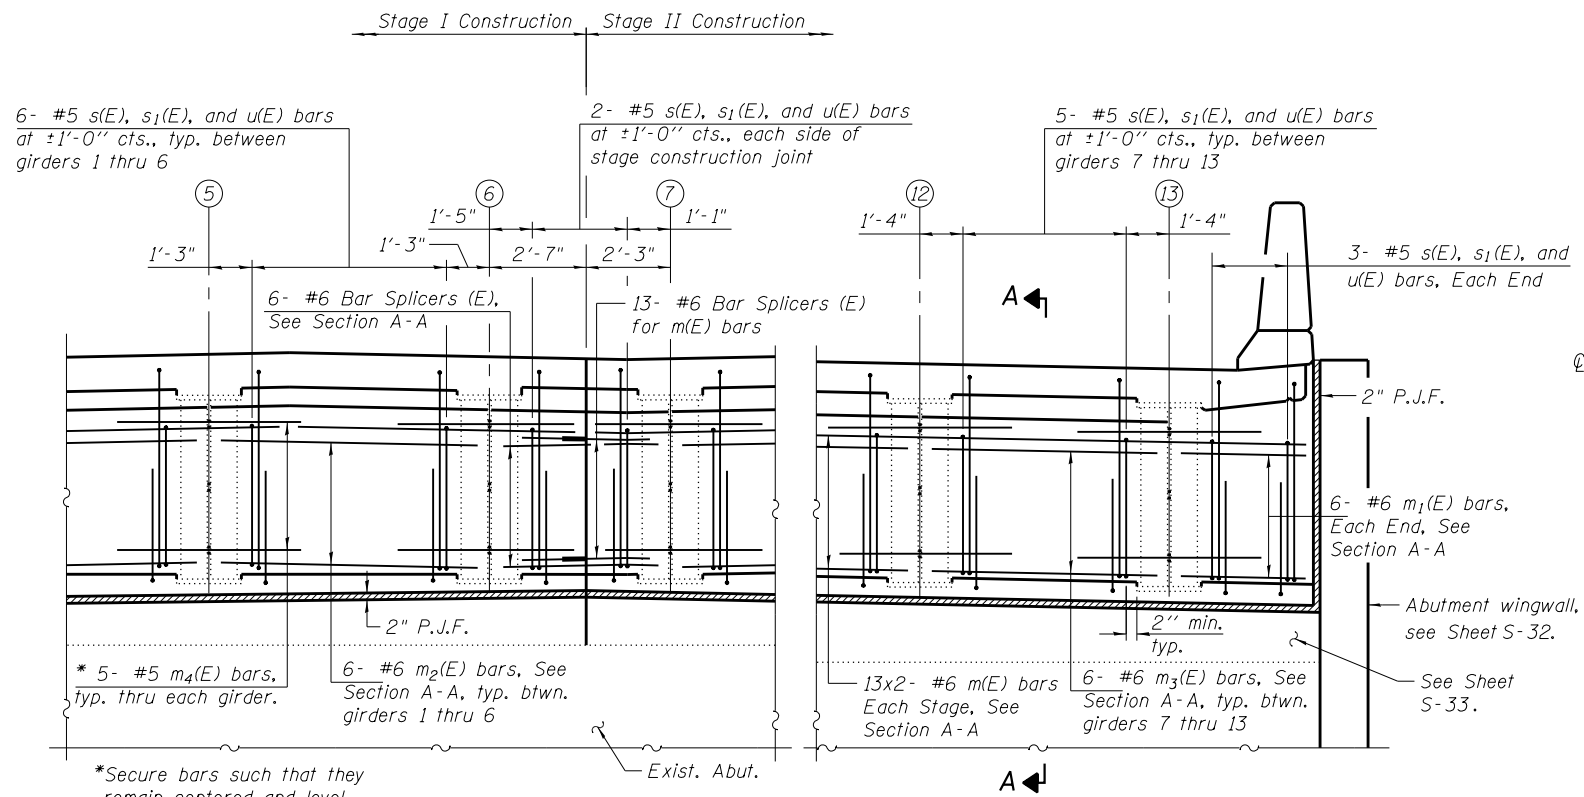 Stage I Construction
Stage II Construction
6- #5 s(E), s1(E), and u(E) bars
at ±1'-0" cts., typ. between
girders 1 thru 6
2- #5 s(E), s1(E), and u(E) bars
at ±1'-0" cts., each side of
stage construction joint
5- #5 s(E), s1(E), and u(E) bars
at ±1'-0" cts., typ. between
girders 7 thru 13
5
6
7
12
13
1'-5"
1'-1"
1'-4"
1'-4"
1'-3"
1'-3"
2'-7"
2'-3"
3- #5 s(E), s1(E), and
u(E) bars, Each End
6- #6 Bar Splicers (E),
See Section A-A
13- #6 Bar Splicers (E)
for m(E) bars
A
℄
2" P.J.F.
6- #6 m1(E) bars,
Each End, See
Section A-A
Abutment wingwall,
see Sheet S-32.
2" P.J.F.
2" min.
typ.
* 5- #5 m4(E) bars,
typ. thru each girder.
6- #6 m2(E) bars, See
Section A-A, typ. btwn.
girders 1 thru 6
13x2- #6 m(E) bars
Each Stage, See
Section A-A
6- #6 m3(E) bars, See
Section A-A, typ. btwn.
girders 7 thru 13
See Sheet
S-33.
Exist. Abut.
A
*Secure bars such that they
remain centered and level